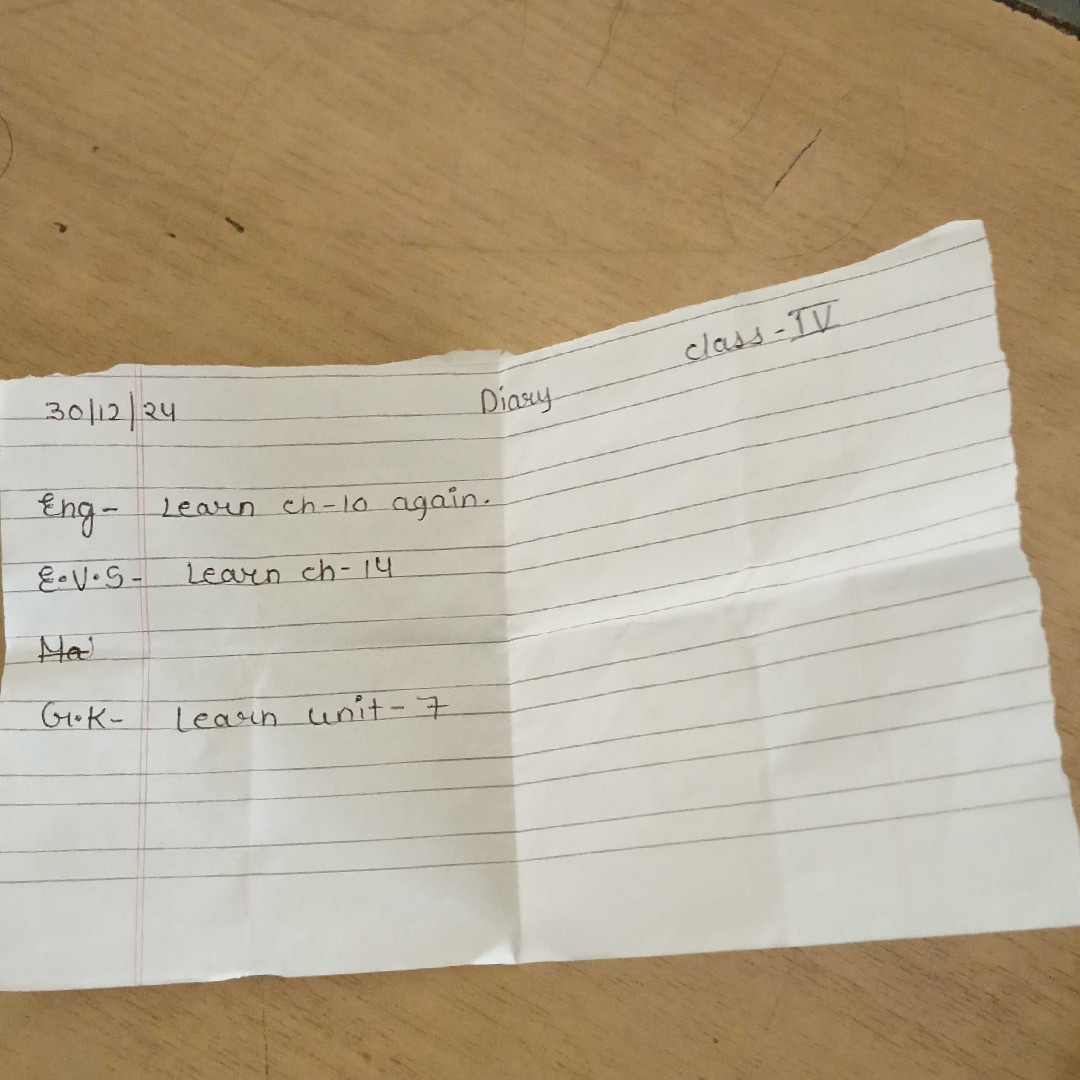 class-IV
30/12/24 Diary
Eng- Learn ch-10 again.
E.V.S- Learn ch-14
Ma
G.K- Learn unit-7